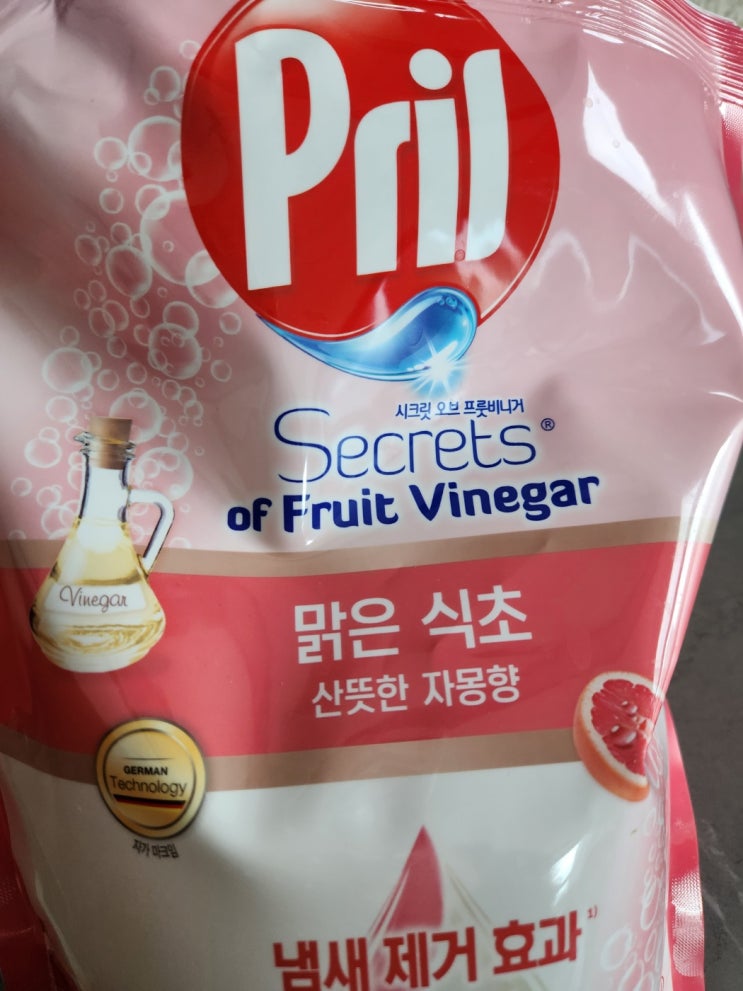 Pril
시크릿 오브 프룻비니거
Secrets®
of Fruit Vinegar
Vinegar
맑은 식초
산뜻한 자몽향
GERMAN
Technology
자가 마크임
냄새 제거 효과¹⁾